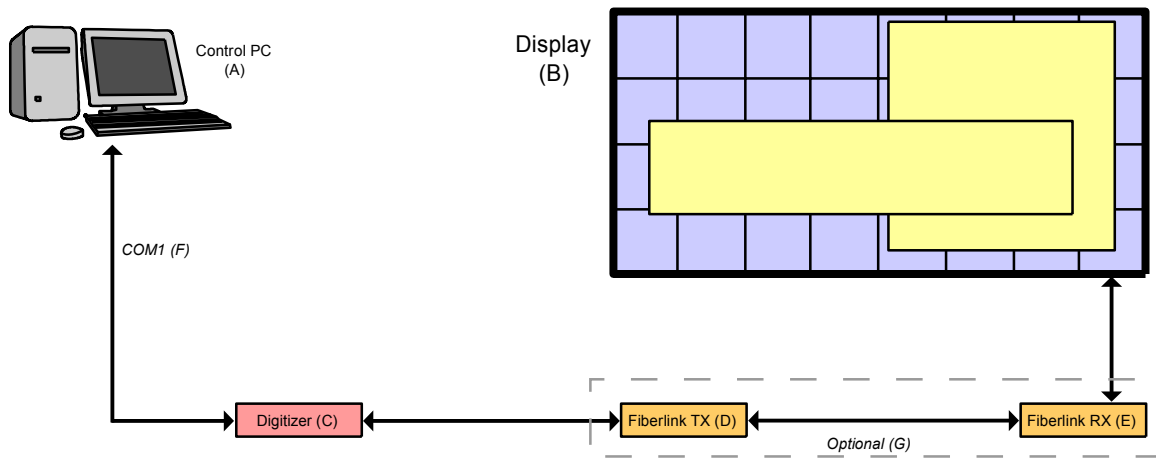 Control PC
(A)
Display
(B)
COM1 (F)
Digitizer (C)
Fiberlink TX (D)
Fiberlink RX (E)
Optional (G)